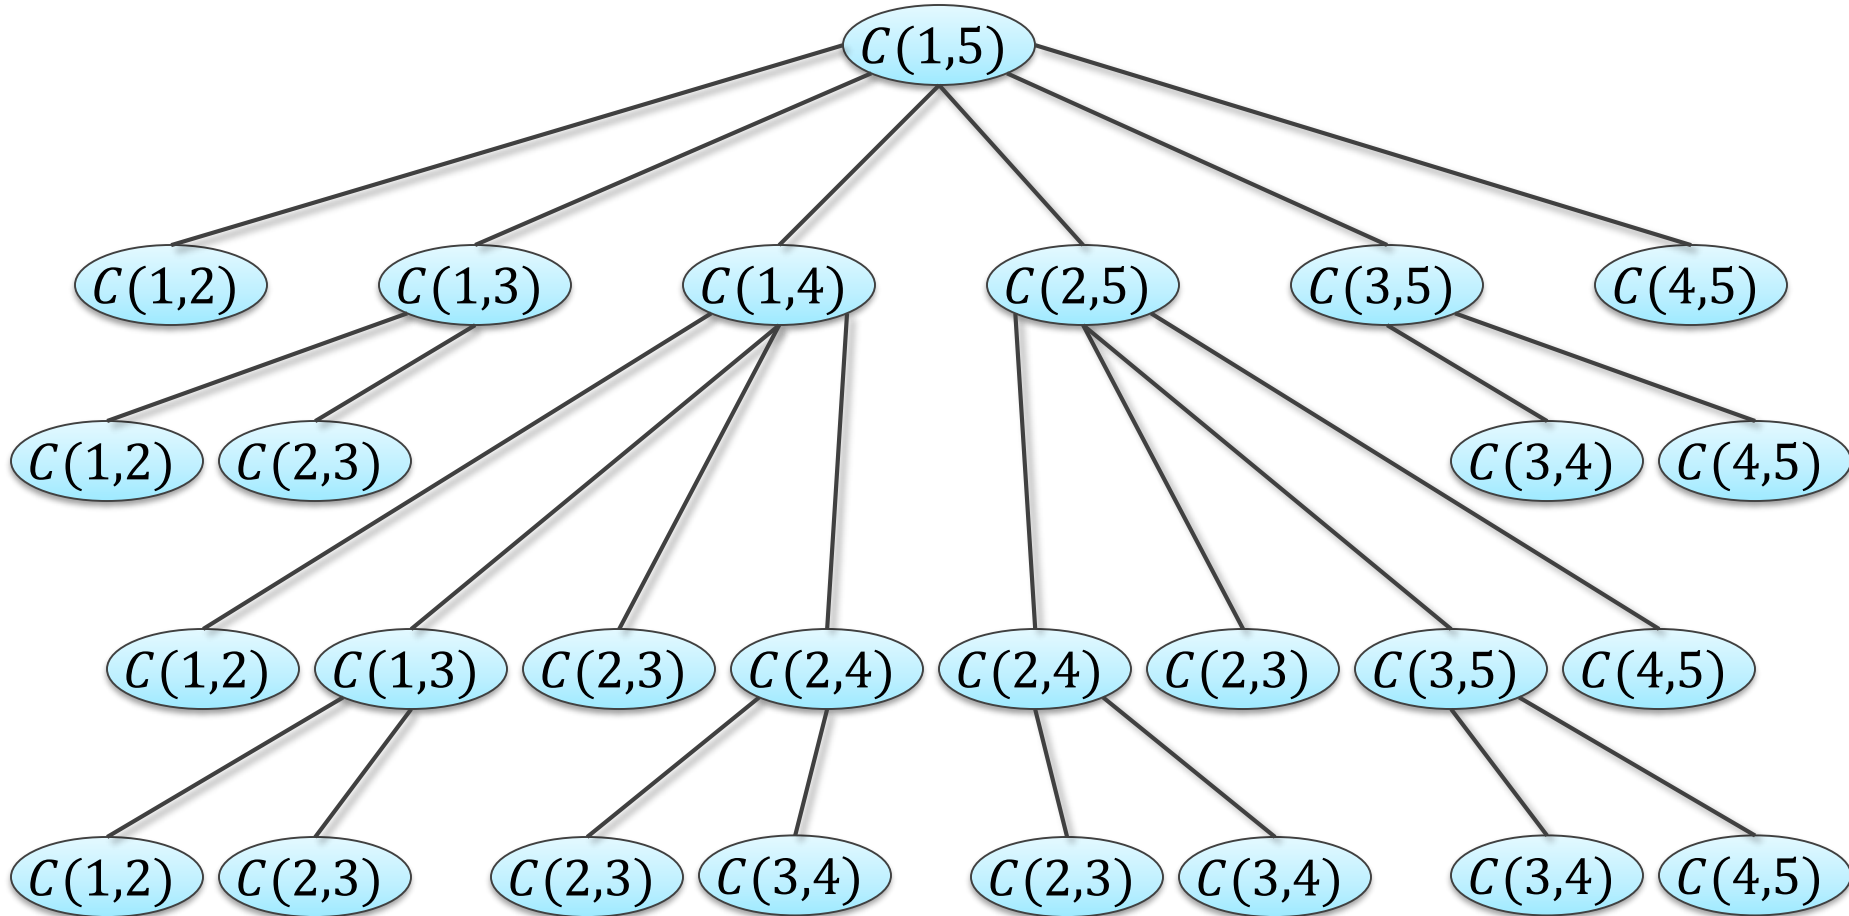 C(1,5)
C(1,2) C(1,3) C(1,4) C(2,5) C(3,5) C(4,5)
C(1,2) C(2,3) C(3,4) C(4,5)
C(1,2) C(1,3) C(2,3) C(2,4) C(2,4) C(2,3) C(3,5) C(4,5)
C(1,2) C(2,3) C(2,3) C(3,4) C(2,3) C(3,4) C(3,4) C(4,5)